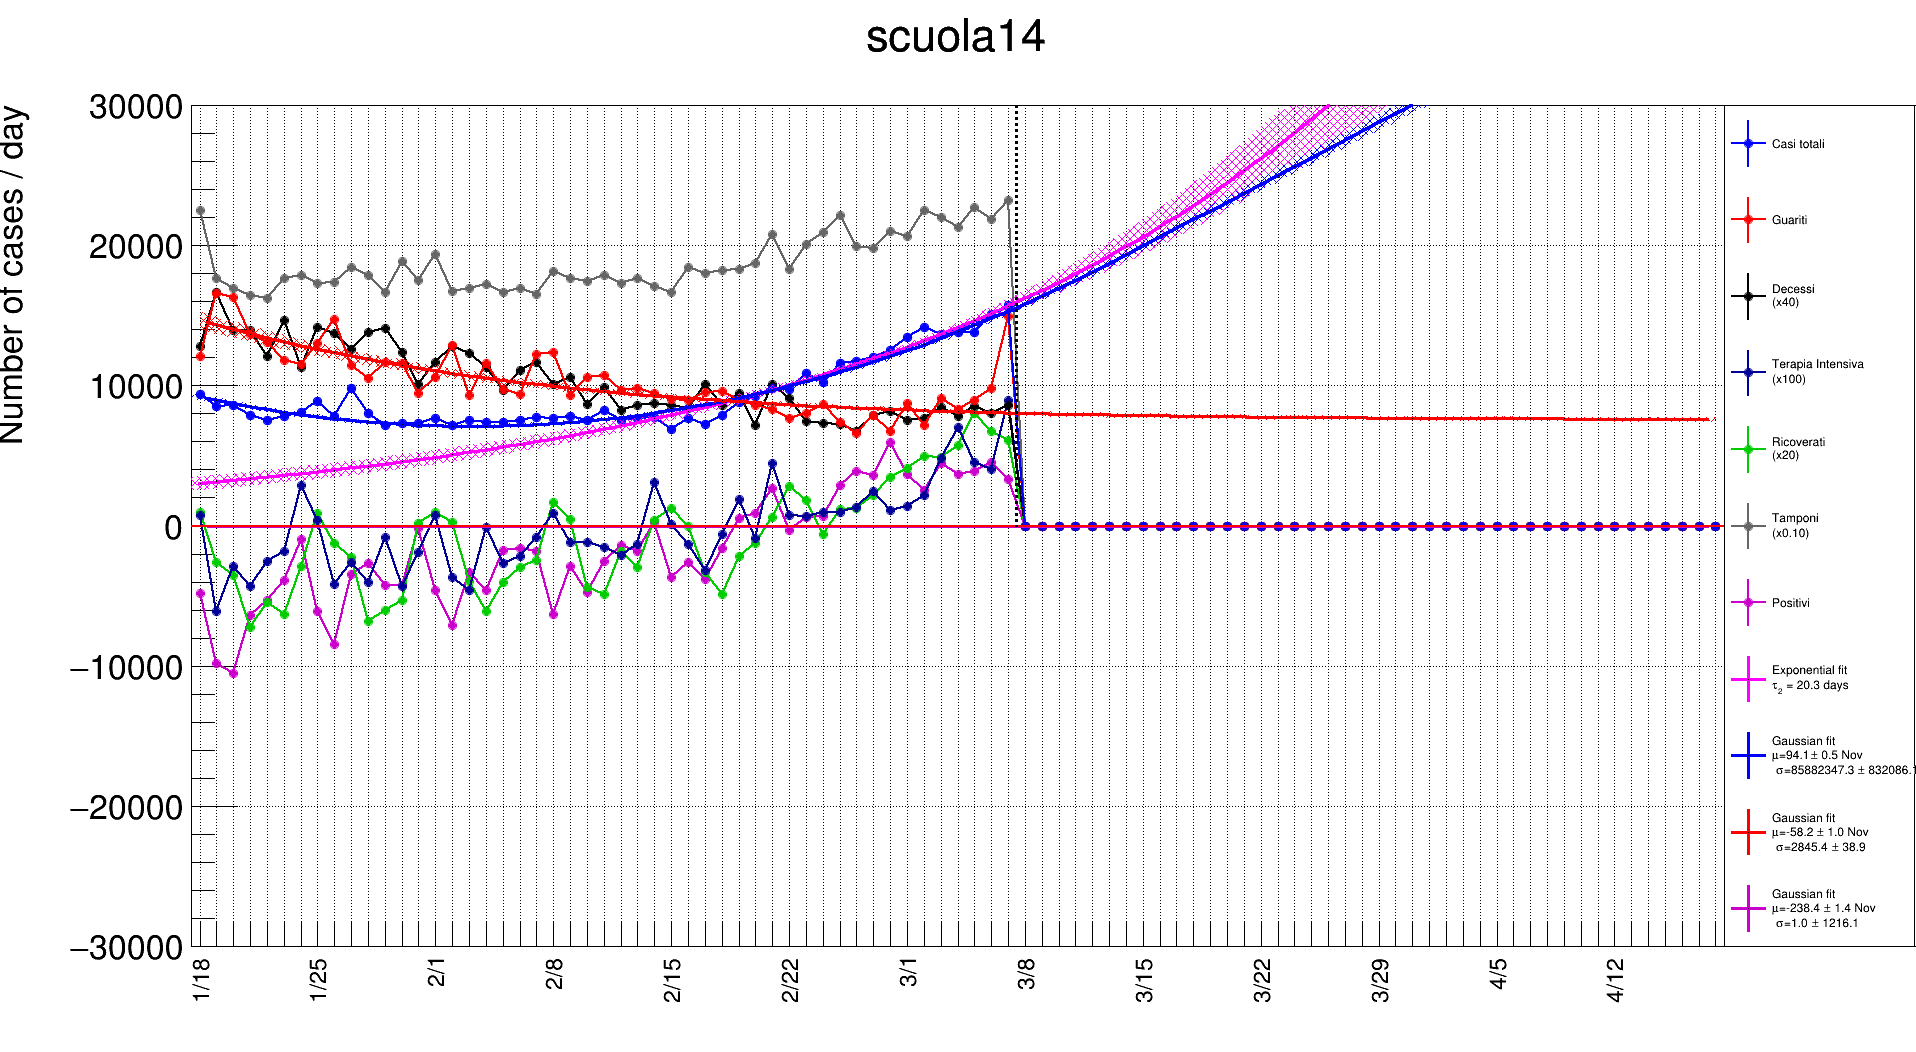 scuola14
Number of cases / day
30000
20000
10000
0
−10000
−20000
−30000
1/18
1/25
2/1
2/8
2/15
2/22
3/1
3/8
3/15
3/22
3/29
4/5
4/12
Casi totali
Guariti
Decessi
(x40)
Terapia Intensiva
(x100)
Ricoverati
(x20)
Tamponi
(x0.10)
Positivi
Exponential fit
τ2 = 20.3 days
Gaussian fit
μ=94.1± 0.5 Nov
σ=85882347.3 ± 832086.1
Gaussian fit
μ=-58.2 ± 1.0 Nov
σ=2845.4 ± 38.9
Gaussian fit
μ=-238.4 ± 1.4 Nov
σ=1.0 ± 1216.1